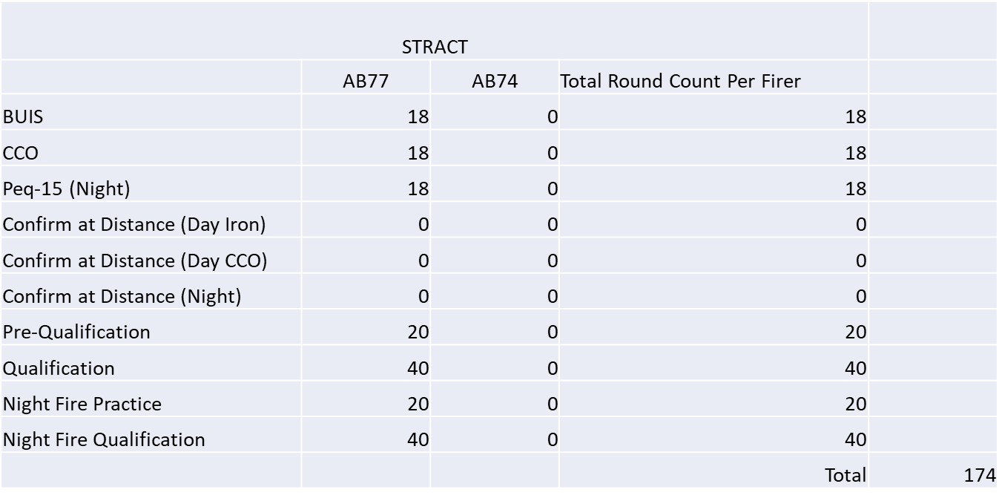 STRACT
AB77 AB74 Total Round Count Per Firer
BUIS 18 0 18
CCO 18 0 18
Peq-15 (Night) 18 0 18
Confirm at Distance (Day Iron) 0 0 0
Confirm at Distance (Day CCO) 0 0 0
Confirm at Distance (Night) 0 0 0
Pre-Qualification 20 0 20
Qualification 40 0 40
Night Fire Practice 20 0 20
Night Fire Qualification 40 0 40
Total 174